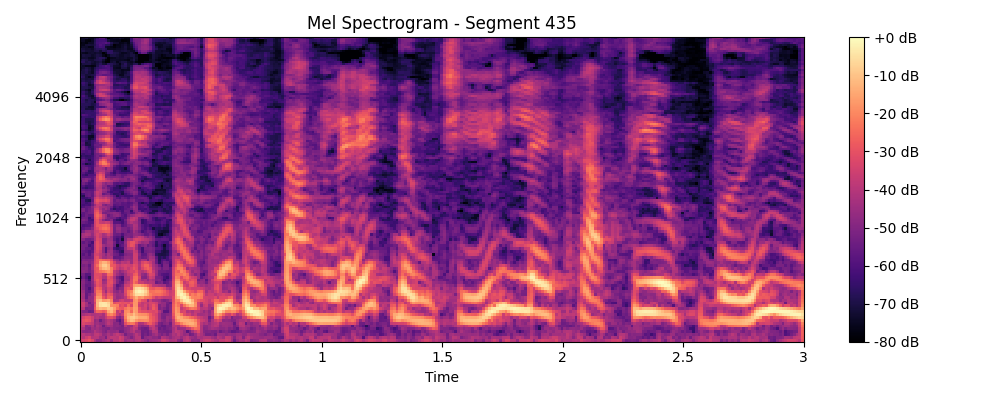 Mel Spectrogram - Segment 435
Frequency
4096
2048
1024
512
0
0
0.5
1
1.5
2
2.5
3
Time
+0 dB
-10 dB
-20 dB
-30 dB
-40 dB
-50 dB
-60 dB
-70 dB
-80 dB